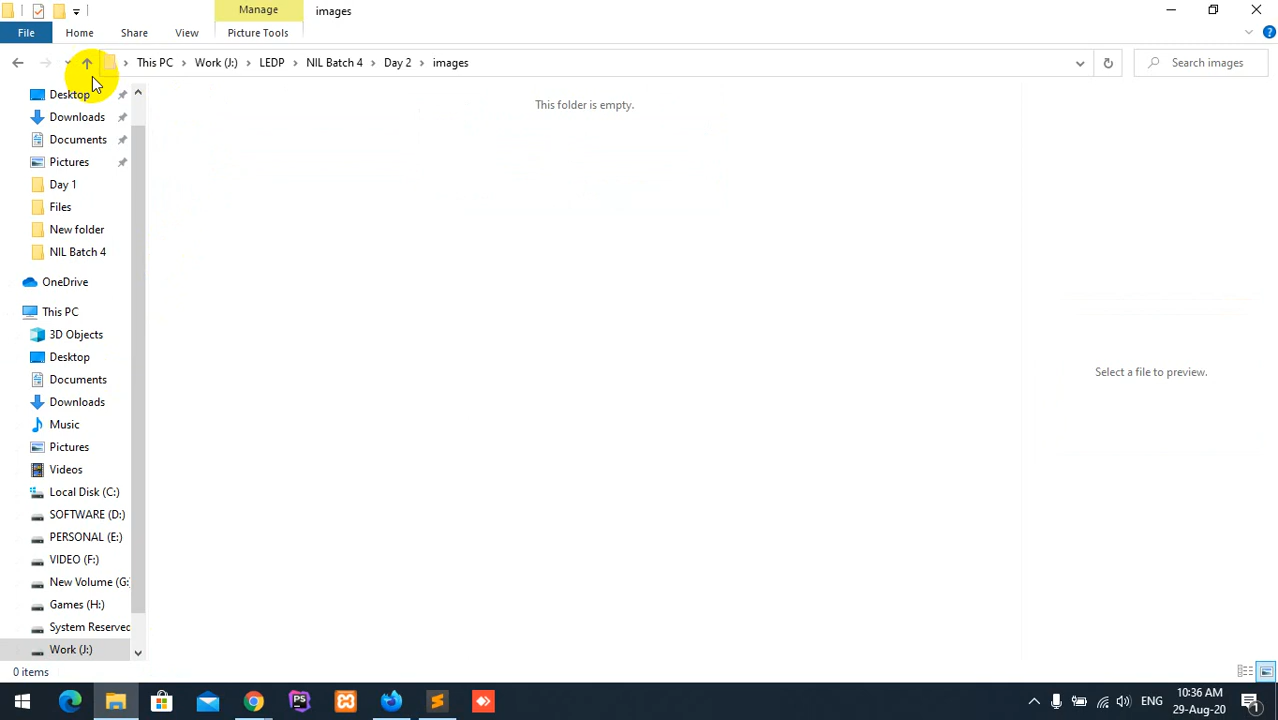 Manage
images
File
Home
Share
View
Picture Tools
This PC
Work (J:)
LEDP
NIL Batch 4
Day 2
images
Search images
Desktop
Downloads
Documents
Pictures
Day 1
Files
New folder
NIL Batch 4
OneDrive
This PC
3D Objects
Desktop
Documents
Downloads
Music
Pictures
Videos
Local Disk (C:)
SOFTWARE (D:)
PERSONAL (E:)
VIDEO (F:)
New Volume (G:
Games (H:)
System Reserved
Work (J:)
This folder is empty.
Select a file to preview.
0 items
PS
ENG
10:36 AM
29-Aug-20
1